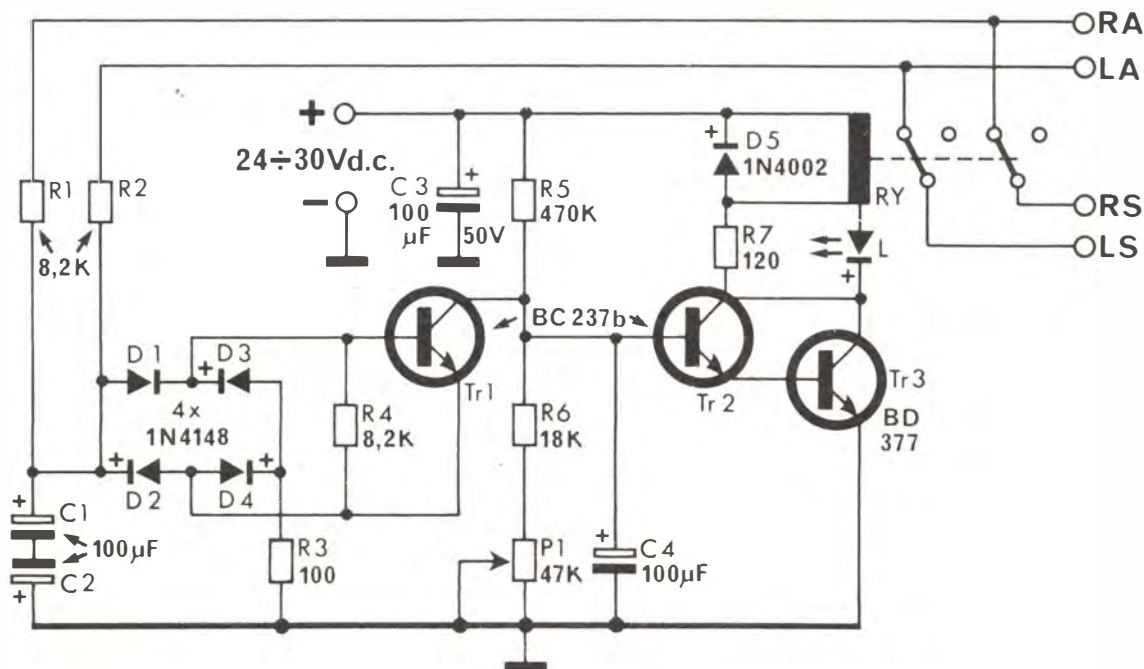 RA
LA
+
24÷30Vd.c.
−
R1
R2
8,2K
+
C3
100
µF
50V
R5
470K
+
D5
1N4002
RY
RS
LS
R7
120
L
+
BC 237b
D1
+
D3
4x
1N4148
+
D2
D4
+
R4
8,2K
Tr1
R6
18K
Tr2
Tr3
BD
377
+
C1
100µF
C2
+
R3
100
P1
47K
+
C4
100µF